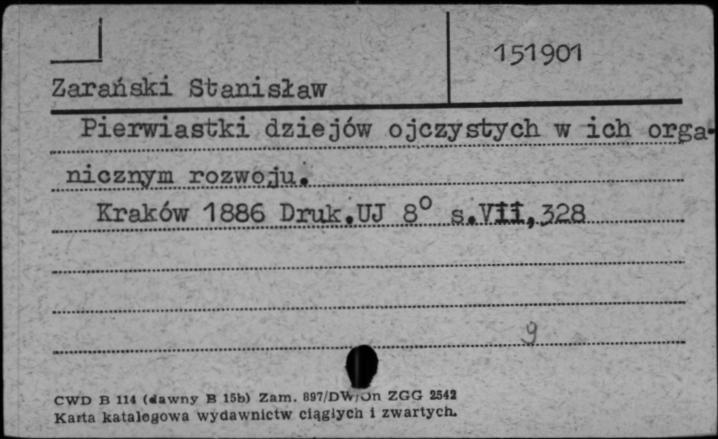 151901
Zarański Stanisław
Pierwiastki dziejów ojczystych w ich orga-
nicznym rozwoju.
Kraków 1886 Druk.UJ 8° s.VII,328
9
CWD B 114 (dawny B 15b) Zam. 897/DW/Jn ZGG 2542
Karta katalogowa wydawnictw ciągłych i zwartych.